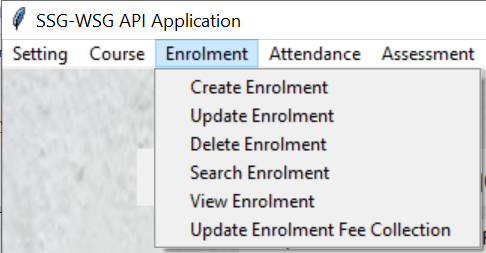 SSG-WSG API Application
Setting Course Enrolment Attendance Assessment
Create Enrolment
Update Enrolment
Delete Enrolment
Search Enrolment
View Enrolment
Update Enrolment Fee Collection